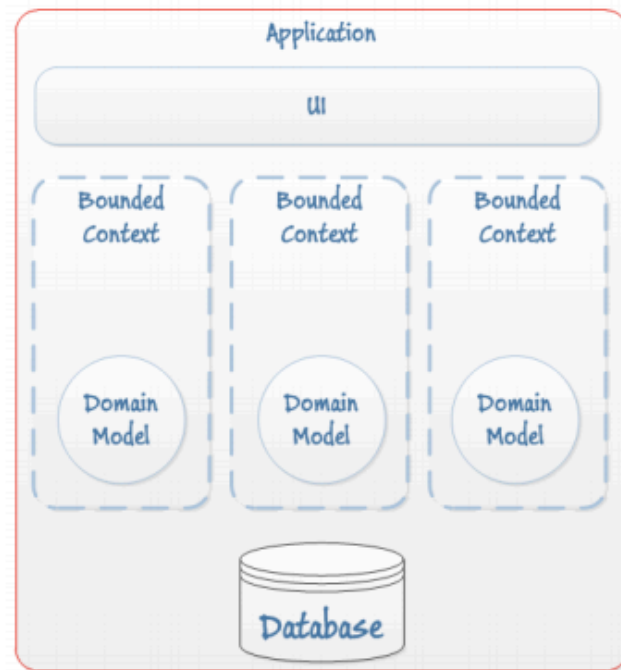 Application
UI
Bounded
Context
Bounded
Context
Bounded
Context
Domain
Model
Domain
Model
Domain
Model
Database